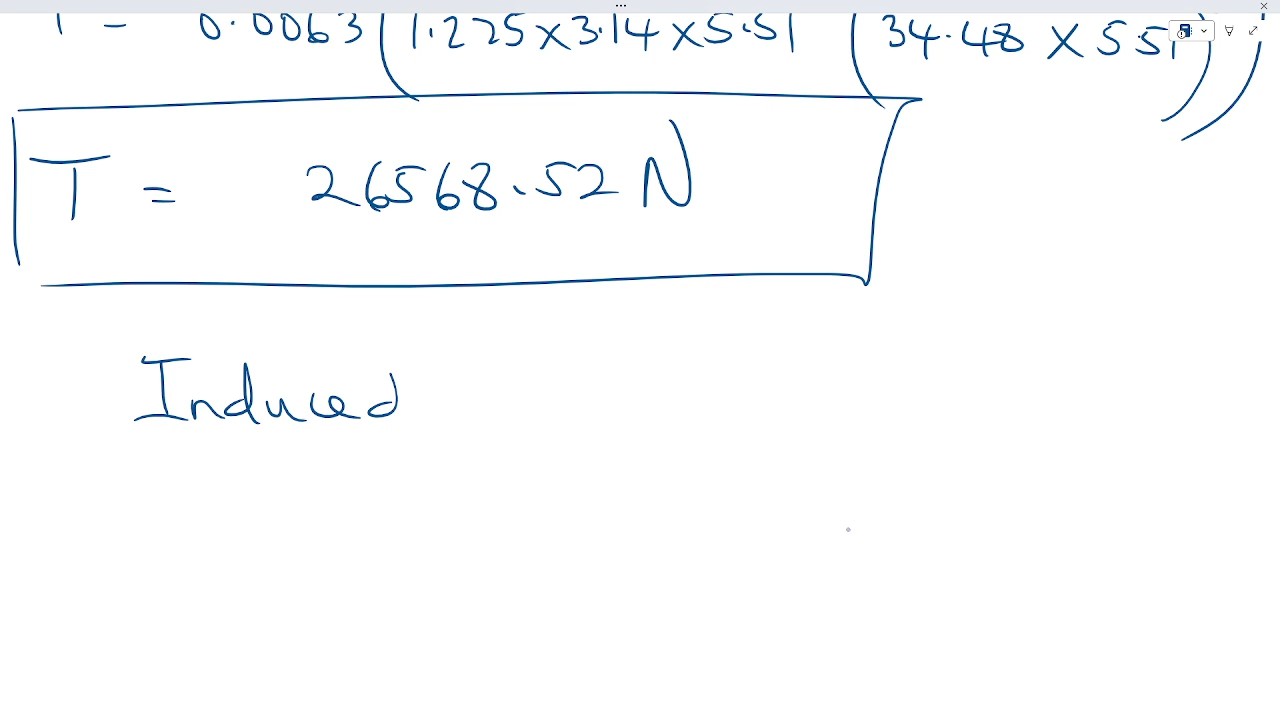 T = 0.0063(1.225×3.14×5.51 (34.48 × 5.51))
T = 26568.52 N
Induced